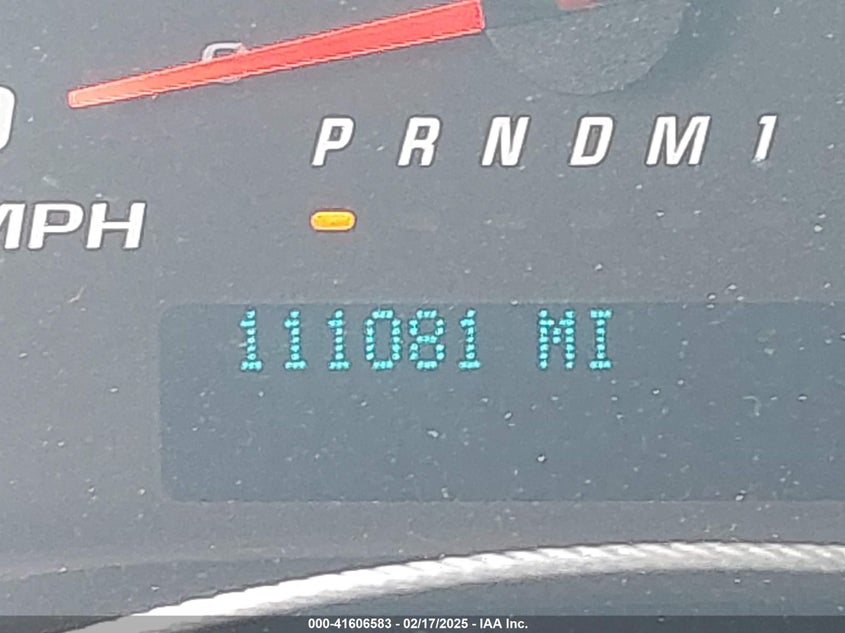 P R N D M 1
MPH
111081 MI
000-41606583 - 02/17/2025 - IAA Inc.